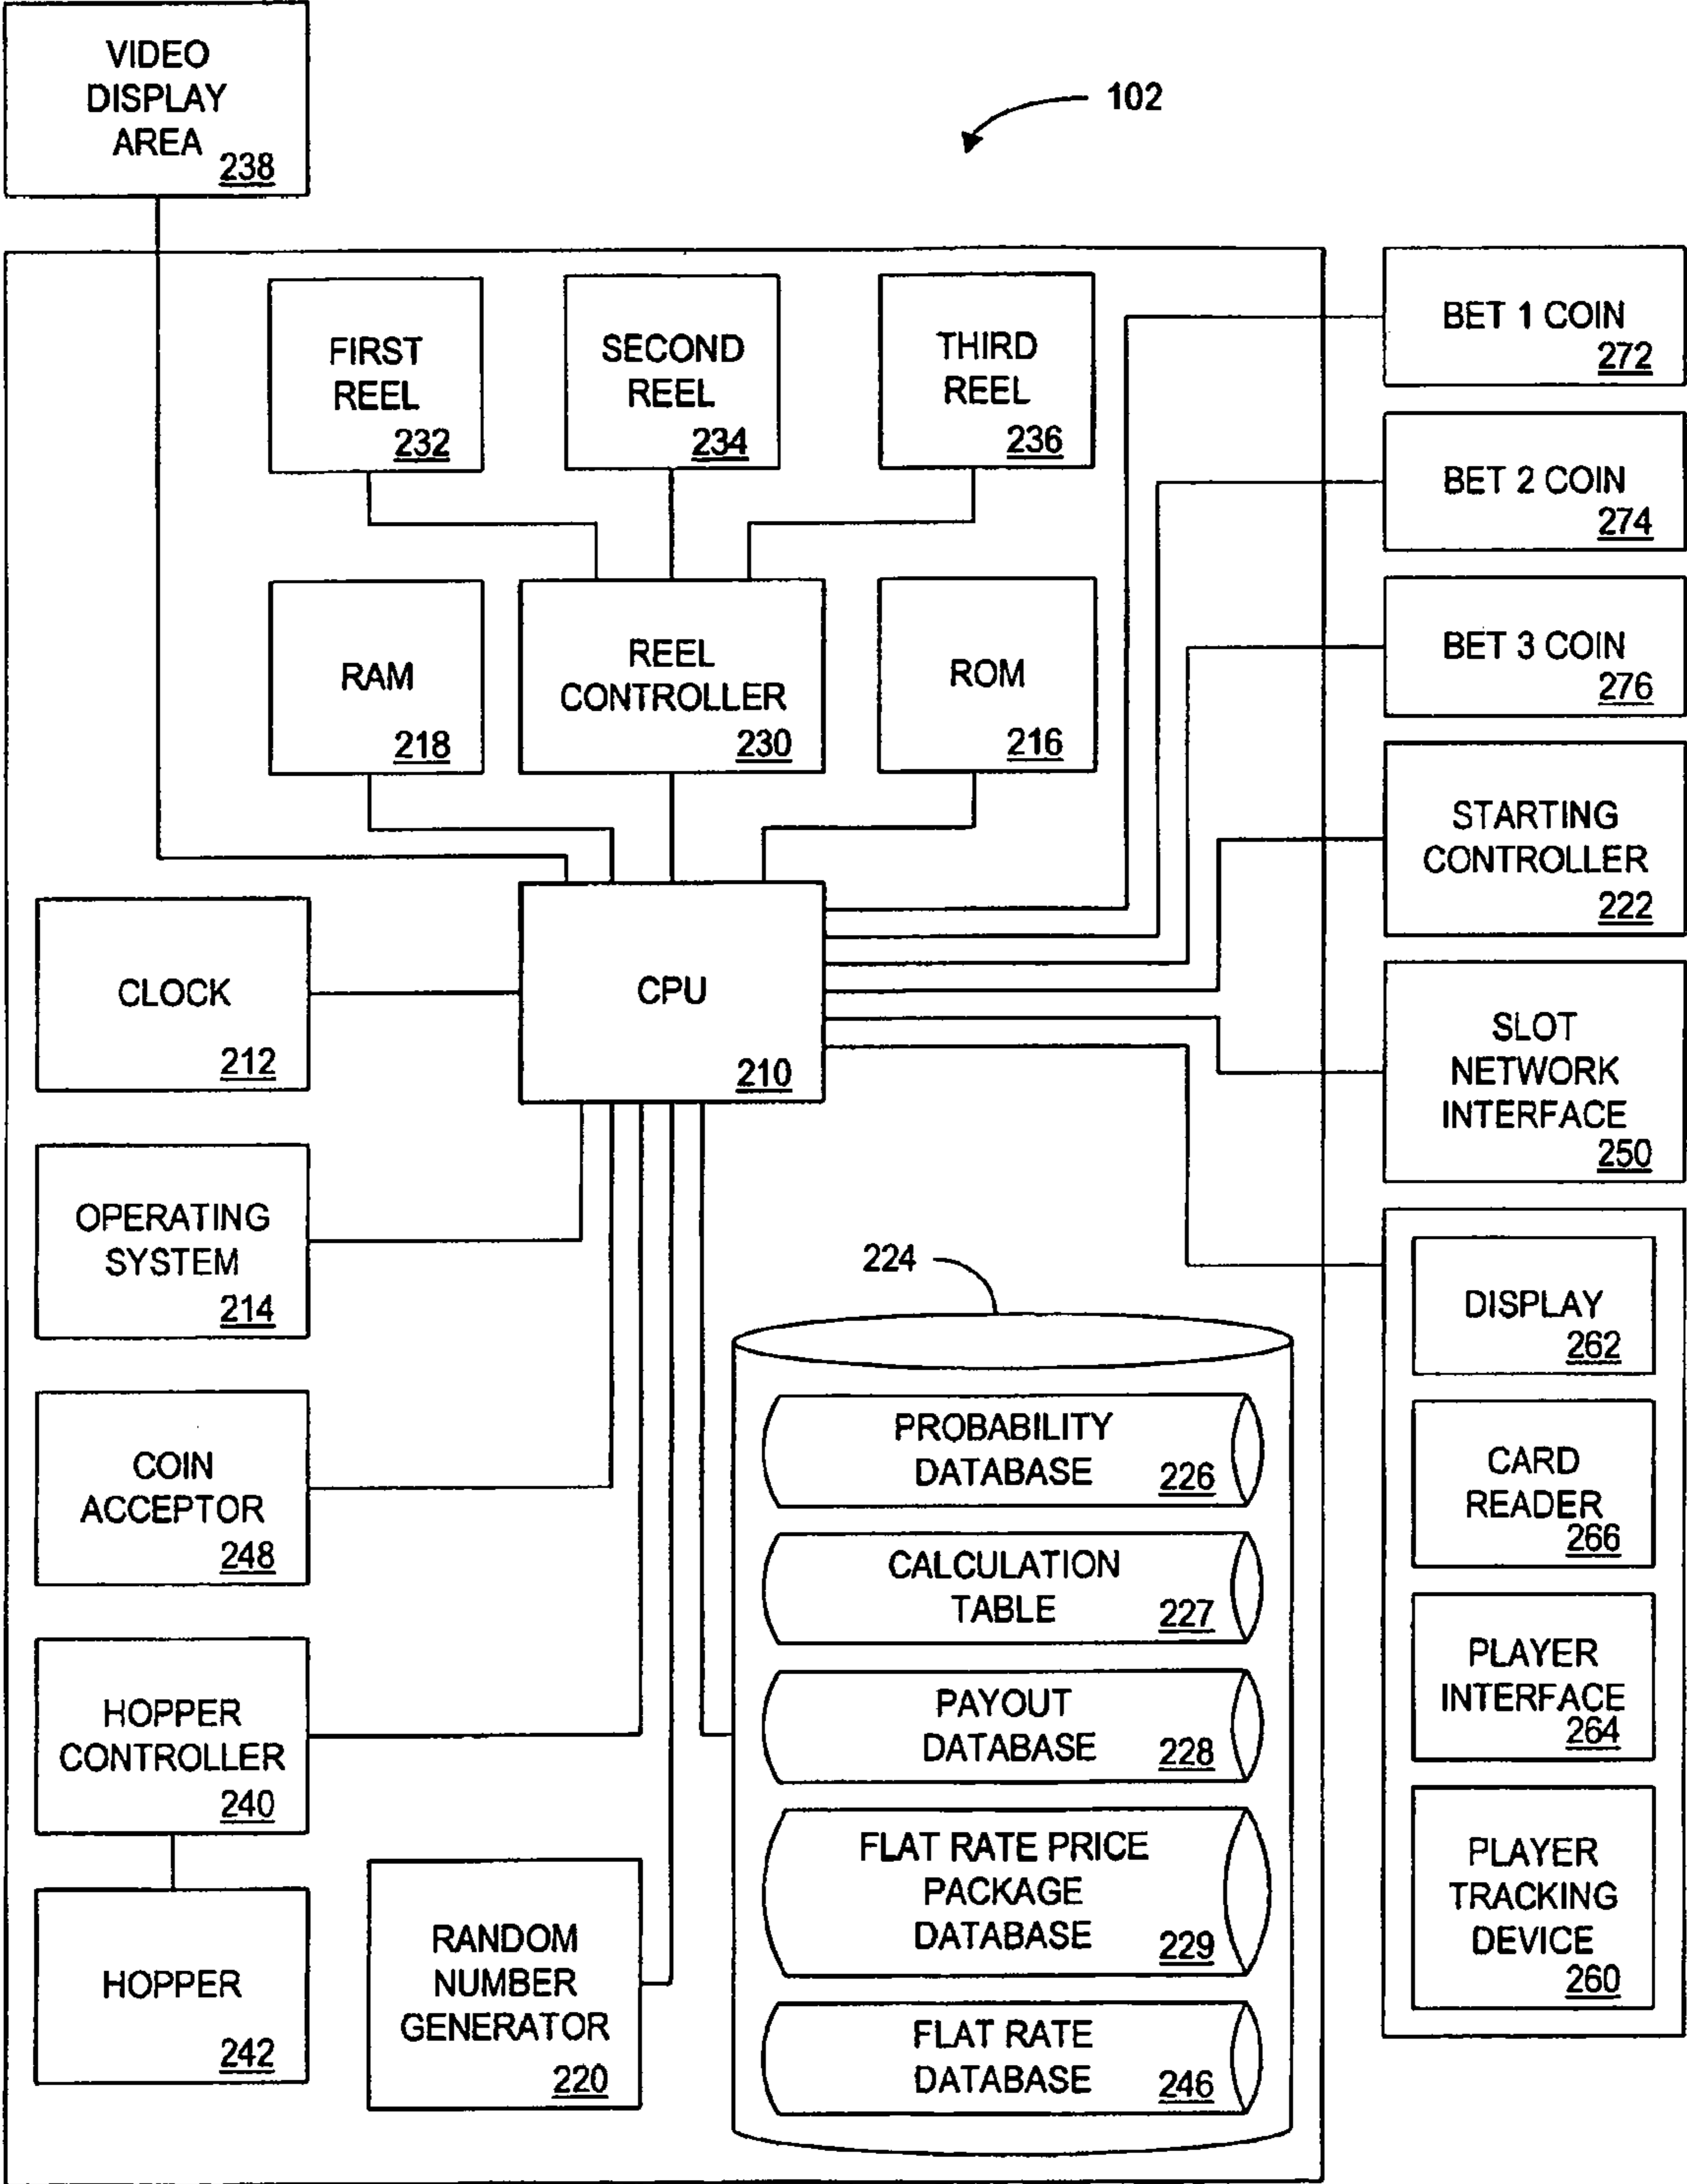 VIDEO
DISPLAY
AREA
238
102
FIRST
REEL
232
SECOND
REEL
234
THIRD
REEL
236
BET 1 COIN
272
BET 2 COIN
274
BET 3 COIN
276
RAM
218
REEL
CONTROLLER
230
ROM
216
STARTING
CONTROLLER
222
CLOCK
212
CPU
210
SLOT
NETWORK
INTERFACE
250
OPERATING
SYSTEM
214
224
DISPLAY
262
COIN
ACCEPTOR
248
PROBABILITY
DATABASE
226
CARD
READER
266
CALCULATION
TABLE
227
HOPPER
CONTROLLER
240
PAYOUT
DATABASE
228
PLAYER
INTERFACE
264
FLAT RATE PRICE
PACKAGE
DATABASE
229
PLAYER
TRACKING
DEVICE
260
HOPPER
242
RANDOM
NUMBER
GENERATOR
220
FLAT RATE
DATABASE
246